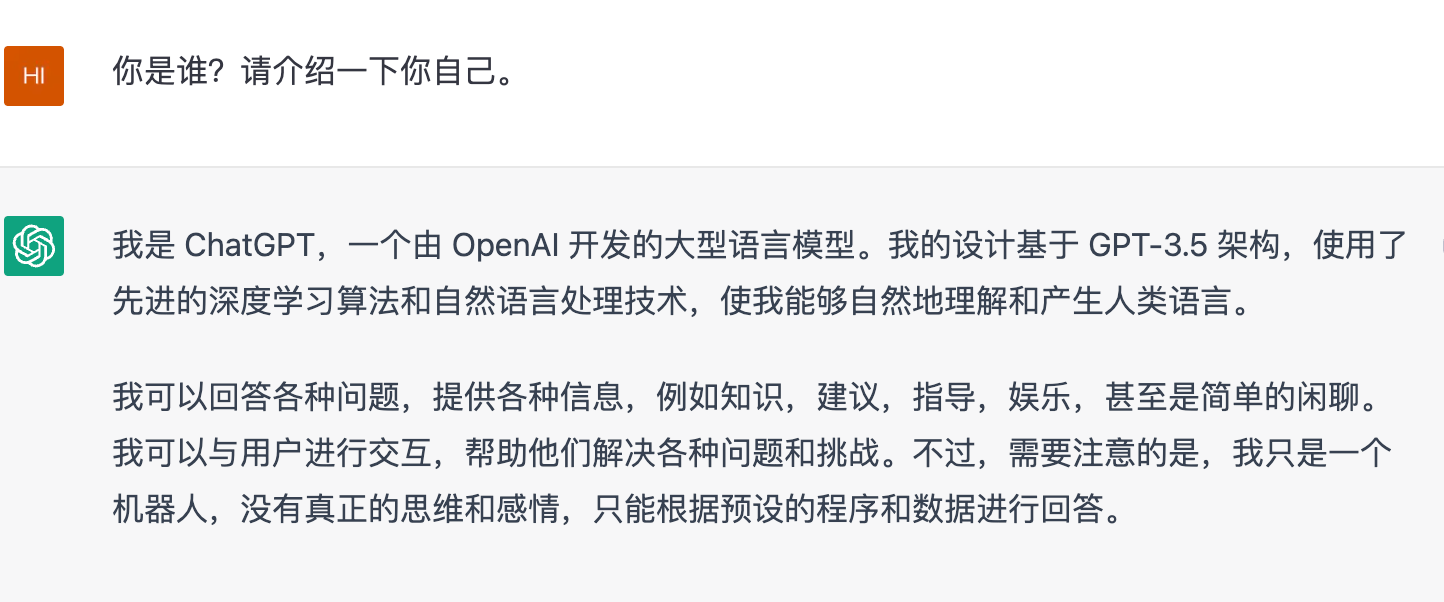 HI
你是谁？请介绍一下你自己。
我是 ChatGPT，一个由 OpenAI 开发的大型语言模型。我的设计基于 GPT-3.5 架构，使用了
先进的深度学习算法和自然语言处理技术，使我能够自然地理解和产生人类语言。
我可以回答各种问题，提供各种信息，例如知识，建议，指导，娱乐，甚至是简单的闲聊。
我可以与用户进行交互，帮助他们解决各种问题和挑战。不过，需要注意的是，我只是一个
机器人，没有真正的思维和感情，只能根据预设的程序和数据进行回答。